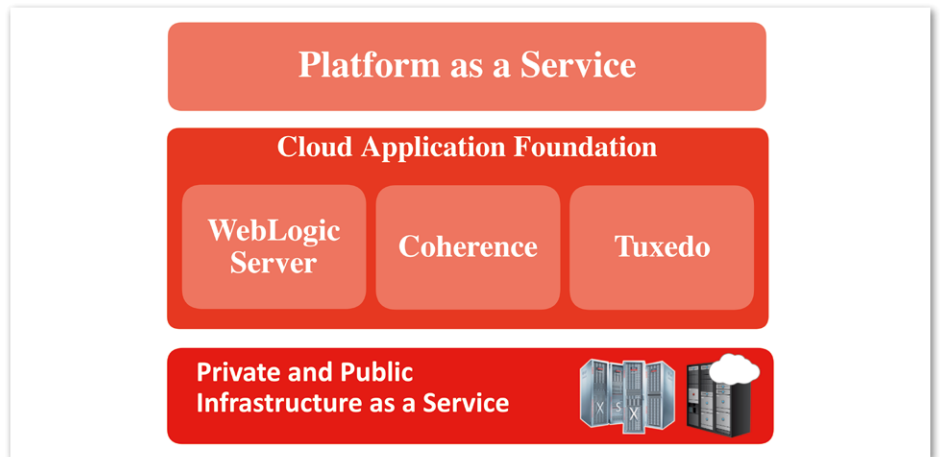 Platform as a Service
Cloud Application Foundation
WebLogic
Server
Coherence
Tuxedo
Private and Public
Infrastructure as a Service
X
S
X